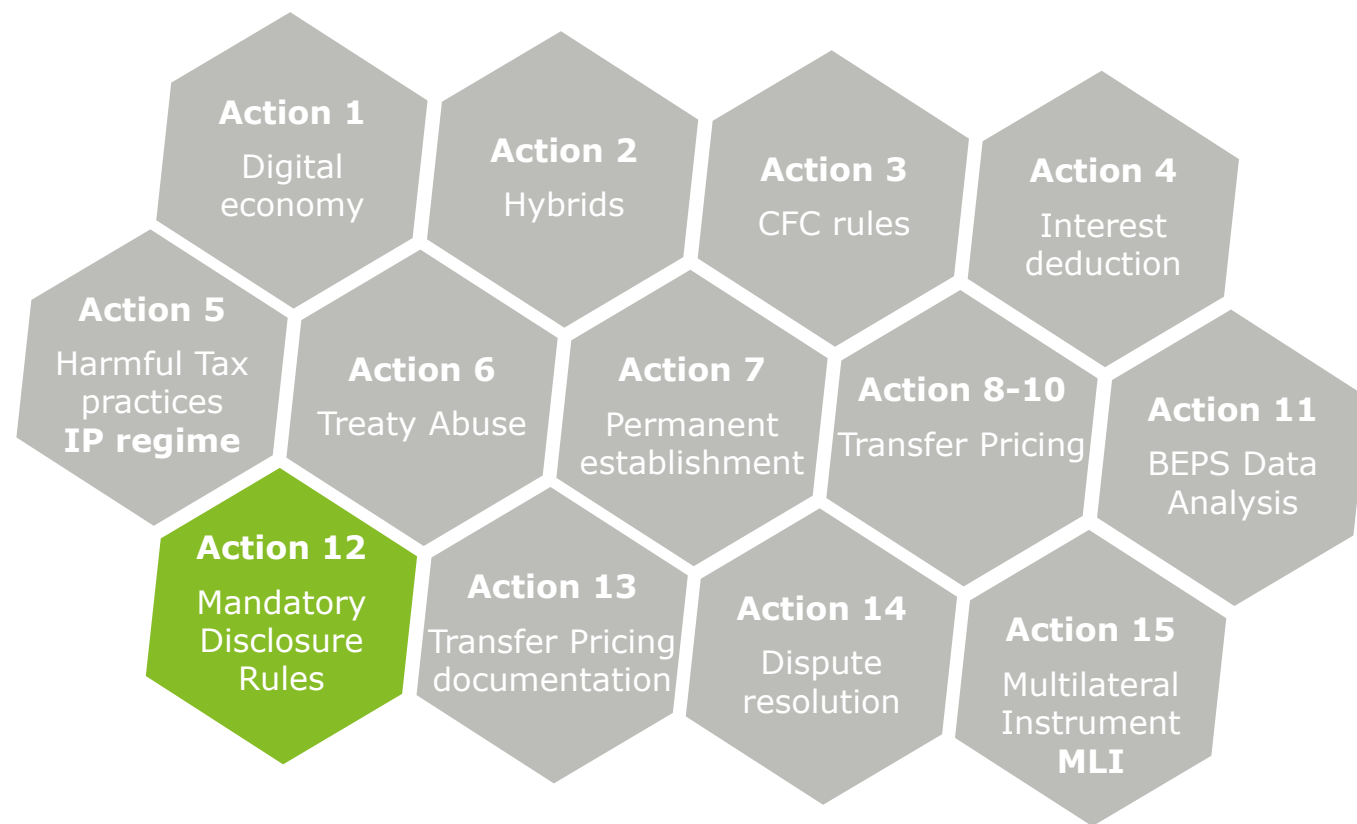 Action 1
Digital
economy
Action 2
Hybrids
Action 3
CFC rules
Action 4
Interest
deduction
Action 5
Harmful Tax
practices
IP regime
Action 6
Treaty Abuse
Action 7
Permanent
establishment
Action 8-10
Transfer Pricing
Action 11
BEPS Data
Analysis
Action 12
Mandatory
Disclosure
Rules
Action 13
Transfer Pricing
documentation
Action 14
Dispute
resolution
Action 15
Multilateral
Instrument
MLI